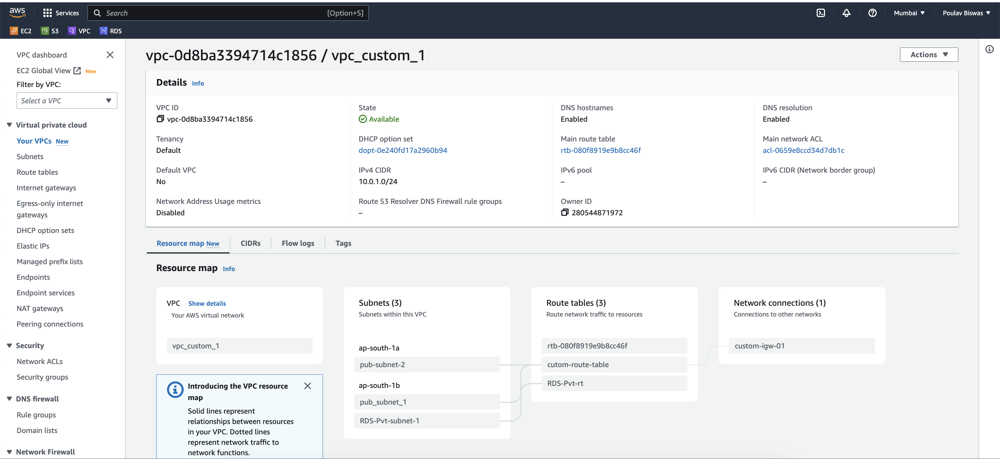 aws
Services
Search
[Option+S]
Mumbai
Poulav Biswas
EC2
S3
VPC
RDS
VPC dashboard
EC2 Global View New
Filter by VPC:
Select a VPC
Virtual private cloud
Your VPCs New
Subnets
Route tables
Internet gateways
Egress-only internet
gateways
DHCP option sets
Elastic IPs
Managed prefix lists
Endpoints
Endpoint services
NAT gateways
Peering connections
Security
Network ACLs
Security groups
DNS firewall
Rule groups
Domain lists
Network Firewall
vpc-0d8ba3394714c1856 / vpc_custom_1
Actions
Details Info
VPC ID
vpc-0d8ba3394714c1856
State
Available
DNS hostnames
Enabled
DNS resolution
Enabled
Tenancy
Default
DHCP option set
dopt-0e240fd17a2960b94
Main route table
rtb-080f8919e9b8cc46f
Main network ACL
acl-0659e8ccd34d7db1c
Default VPC
No
IPv4 CIDR
10.0.1.0/24
IPv6 pool
–
IPv6 CIDR (Network border group)
–
Network Address Usage metrics
Disabled
Route 53 Resolver DNS Firewall rule groups
–
Owner ID
280544871972
Resource map New
CIDRs
Flow logs
Tags
Resource map Info
VPC Show details
Your AWS virtual network
vpc_custom_1
Introducing the VPC resource
map
Solid lines represent
relationships between resources
in your VPC. Dotted lines
represent network traffic to
network functions.
Subnets (3)
Subnets within this VPC
ap-south-1a
pub-subnet-2
ap-south-1b
pub_subnet_1
RDS-Pvt-subnet-1
Route tables (3)
Route network traffic to resources
rtb-080f8919e9b8cc46f
cutom-route-table
RDS-Pvt-rt
Network connections (1)
Connections to other networks
custom-igw-01